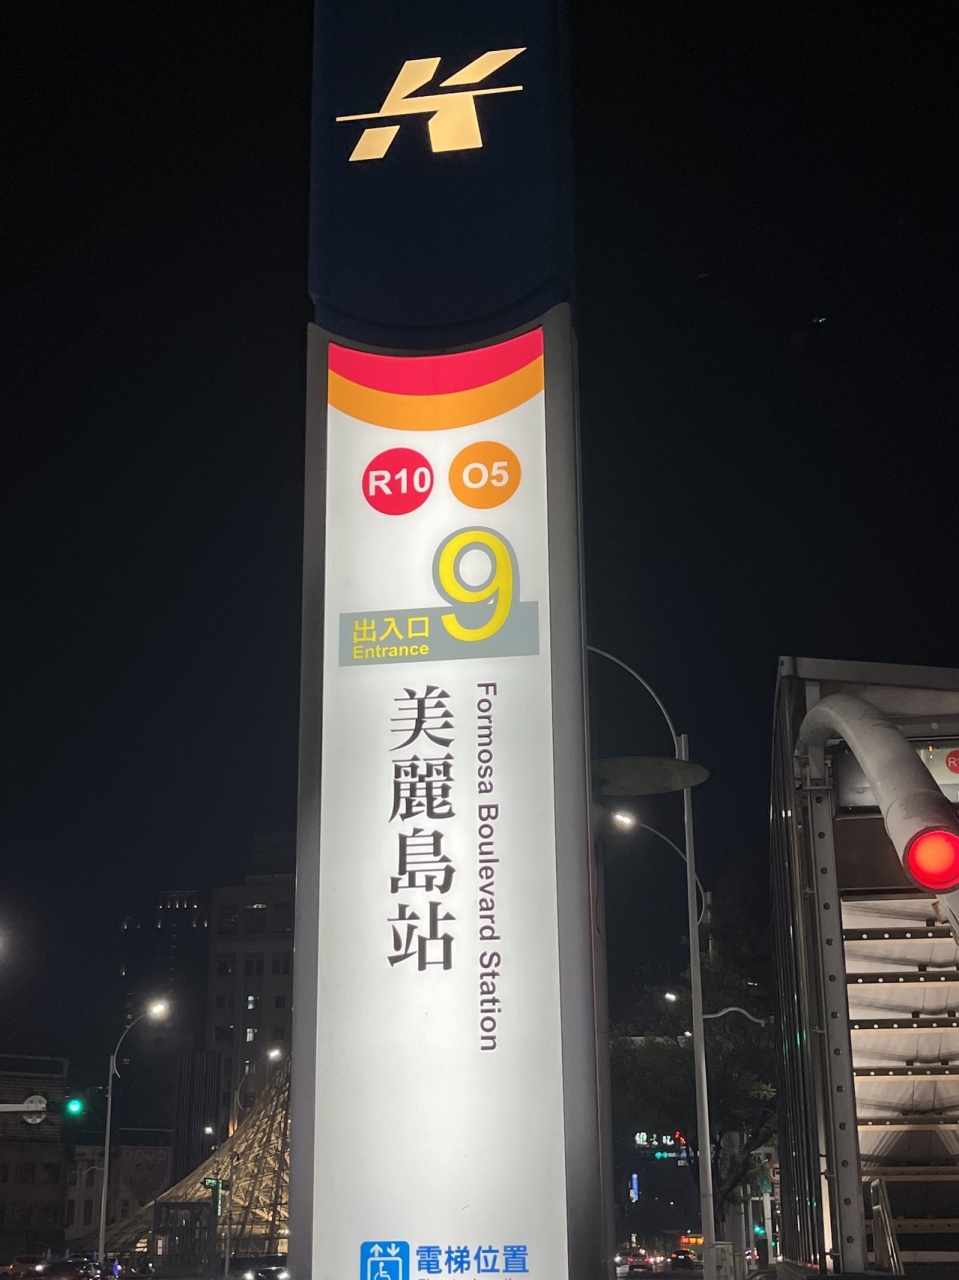 R10
O5
9
出入口
Entrance
美麗島站
Formosa Boulevard Station
電梯位置